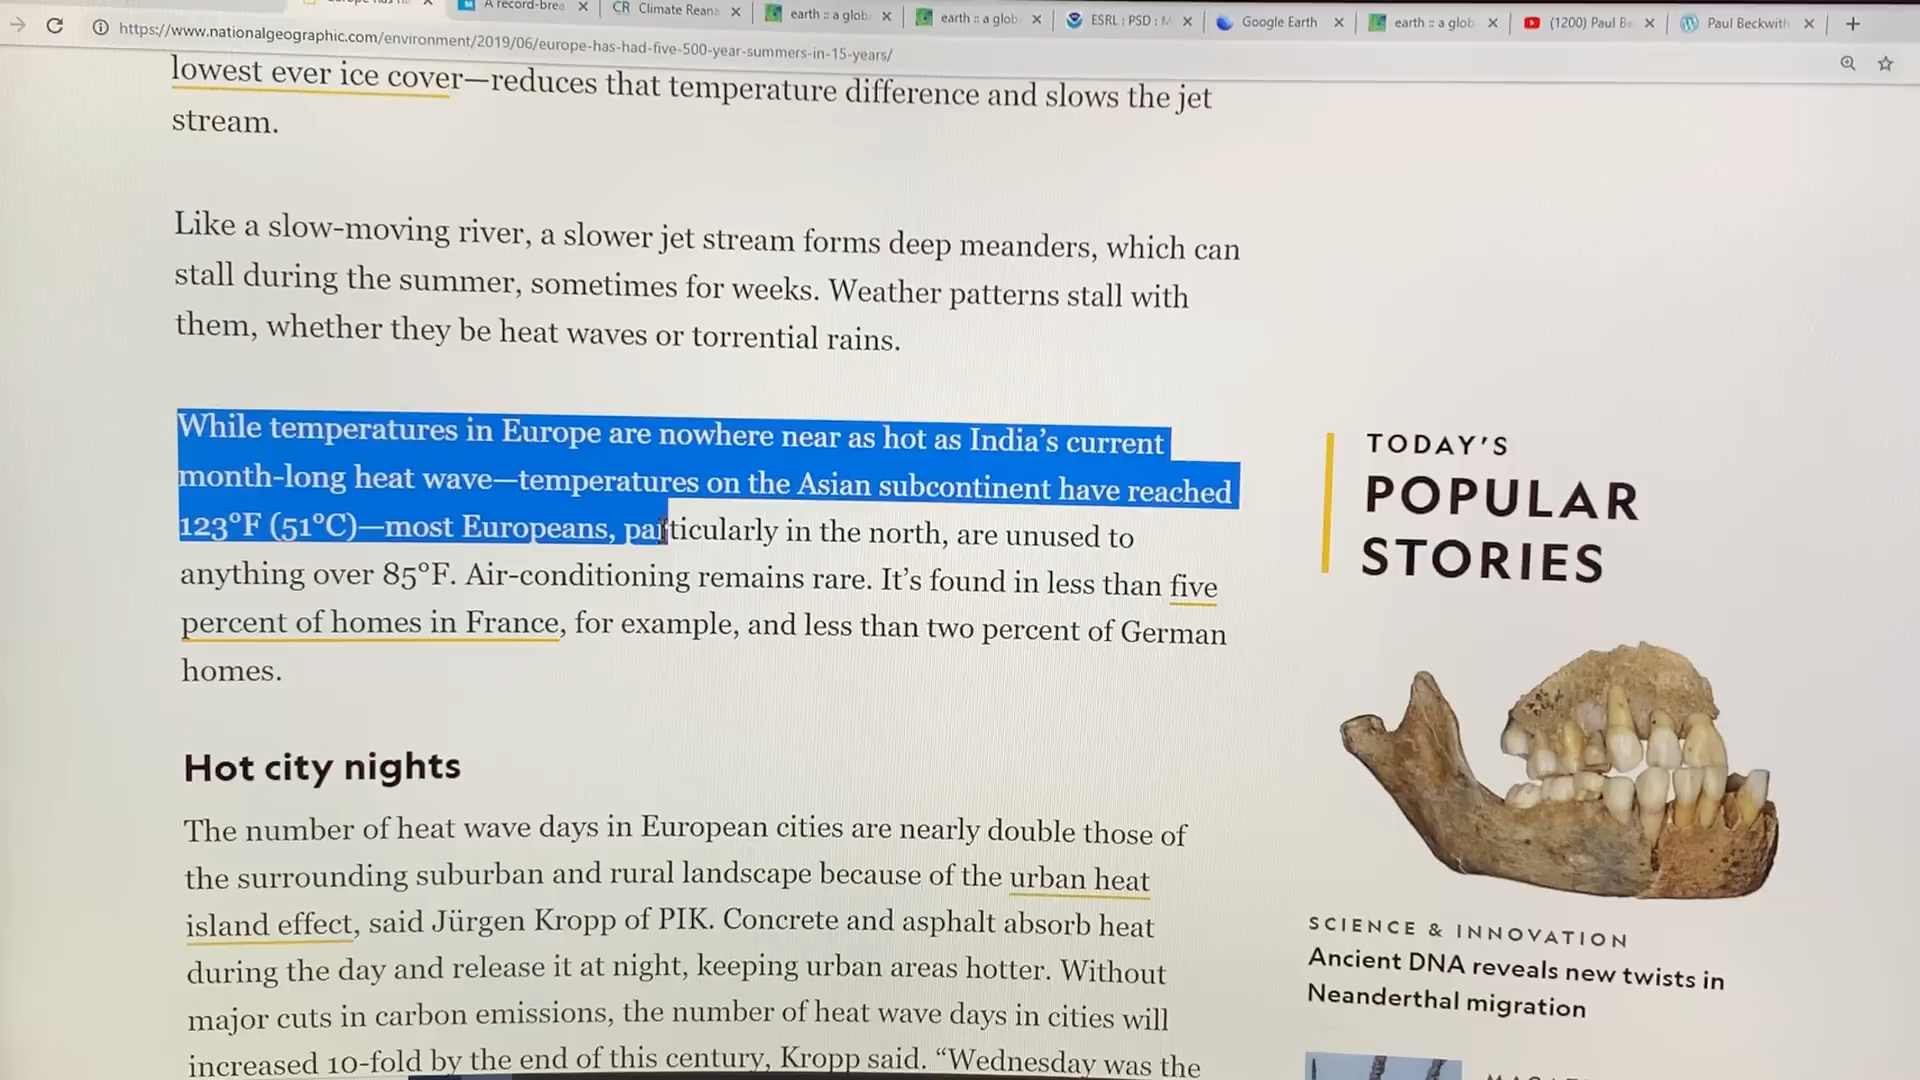 A record-brea
CR Climate Rean
earth :: a glob
earth :: a glob
ESRL : PSD : M
Google Earth
earth :: a glob
(1200) Paul Be
Paul Beckwith
https://www.nationalgeographic.com/environment/2019/06/europe-has-had-five-500-year-summers-in-15-years/
lowest ever ice cover—reduces that temperature difference and slows the jet
stream.
Like a slow-moving river, a slower jet stream forms deep meanders, which can
stall during the summer, sometimes for weeks. Weather patterns stall with
them, whether they be heat waves or torrential rains.
While temperatures in Europe are nowhere near as hot as India's current
month-long heat wave—temperatures on the Asian subcontinent have reached
123°F (51°C)—most Europeans, particularly in the north, are unused to
anything over 85°F. Air-conditioning remains rare. It's found in less than five
percent of homes in France, for example, and less than two percent of German
homes.
Hot city nights
The number of heat wave days in European cities are nearly double those of
the surrounding suburban and rural landscape because of the urban heat
island effect, said Jürgen Kropp of PIK. Concrete and asphalt absorb heat
during the day and release it at night, keeping urban areas hotter. Without
major cuts in carbon emissions, the number of heat wave days in cities will
increased 10-fold by the end of this century, Kropp said. “Wednesday was the
TODAY'S
POPULAR
STORIES
SCIENCE & INNOVATION
Ancient DNA reveals new twists in
Neanderthal migration